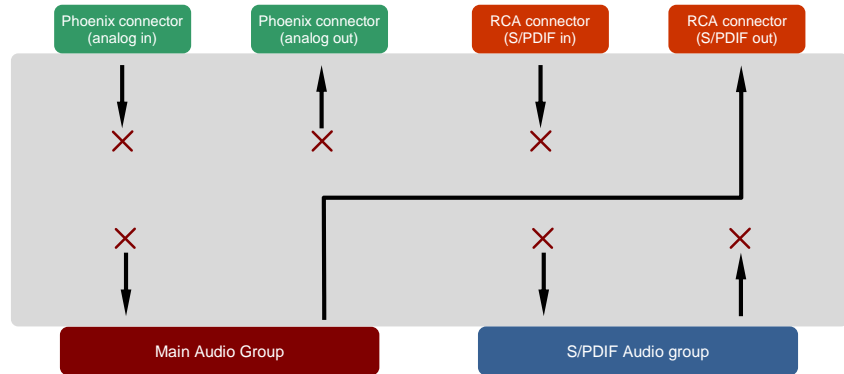 Phoenix connector
(analog in)
Phoenix connector
(analog out)
RCA connector
(S/PDIF in)
RCA connector
(S/PDIF out)
Main Audio Group
S/PDIF Audio group